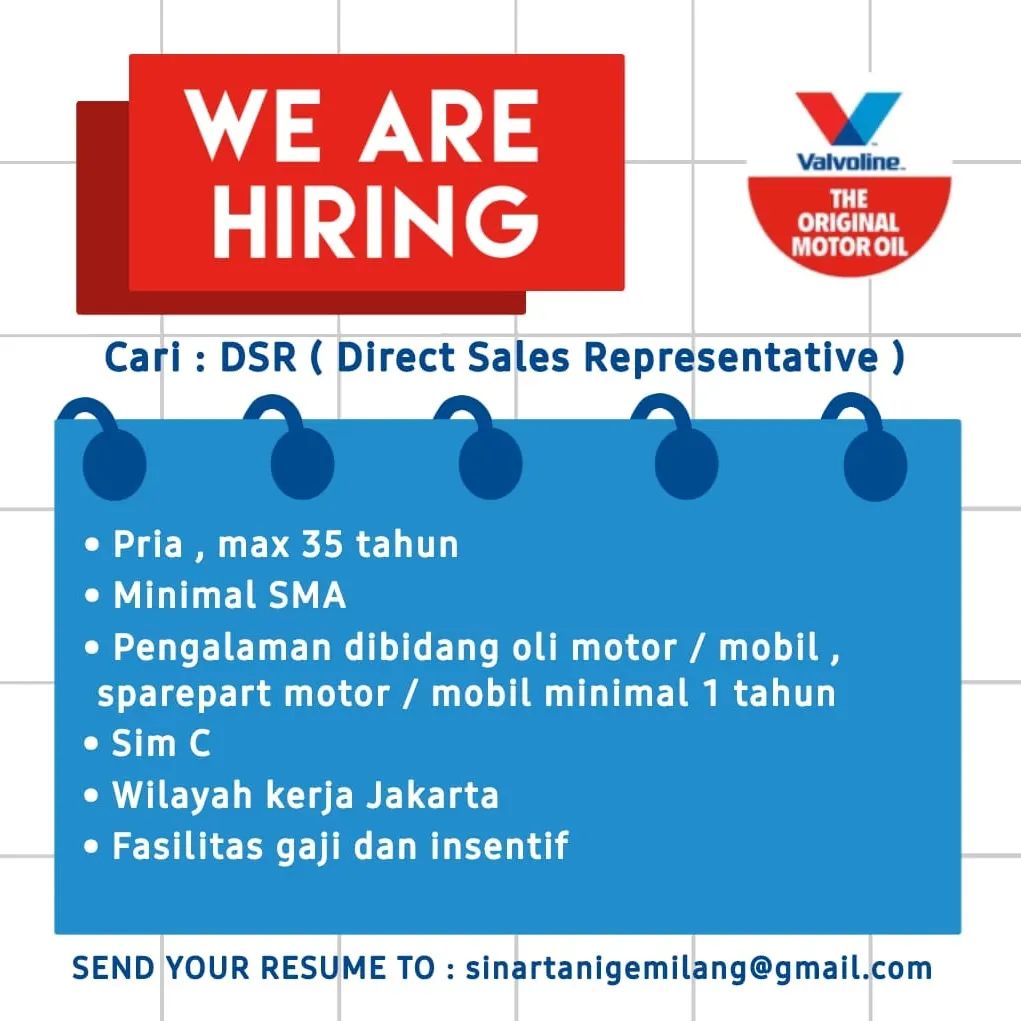 WE ARE
HIRING
Valvoline™
THE
ORIGINAL
MOTOR OIL
Cari : DSR ( Direct Sales Representative )
• Pria , max 35 tahun
• Minimal SMA
• Pengalaman dibidang oli motor / mobil ,
sparepart motor / mobil minimal 1 tahun
• Sim C
• Wilayah kerja Jakarta
• Fasilitas gaji dan insentif
SEND YOUR RESUME TO : sinartanigemilang@gmail.com